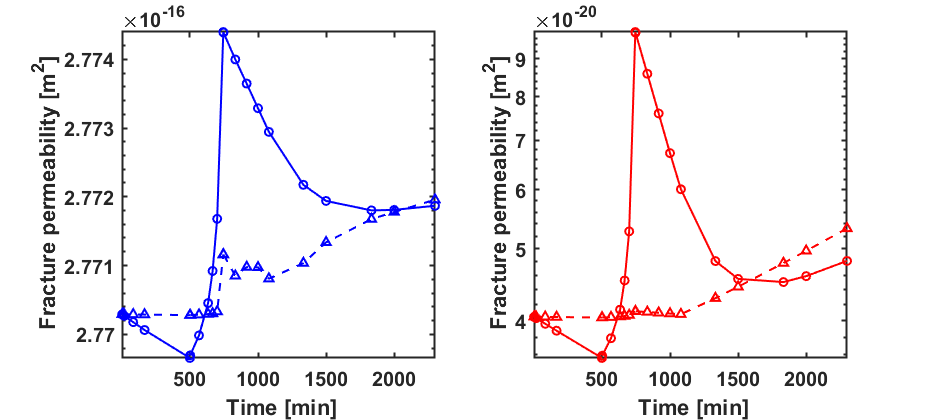 ×10⁻¹⁶
Fracture permeability [m²]
2.774
2.773
2.772
2.771
2.77
500 1000 1500 2000
Time [min]
×10⁻²⁰
Fracture permeability [m²]
9
8
7
6
5
4
500 1000 1500 2000
Time [min]